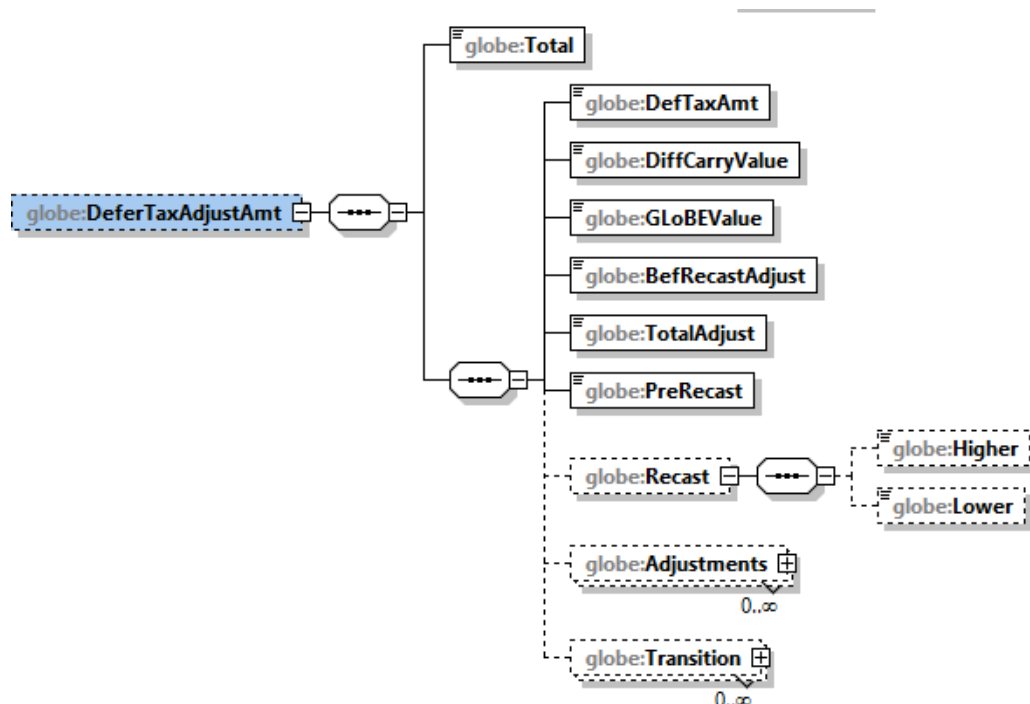 globe:Total
globe:DefTaxAmt
globe:DiffCarryValue
globe:DeferTaxAdjustAmt
globe:GLoBEValue
globe:BefRecastAdjust
globe:TotalAdjust
globe:PreRecast
globe:Higher
globe:Recast
globe:Lower
globe:Adjustments
0..∞
globe:Transition
0..∞